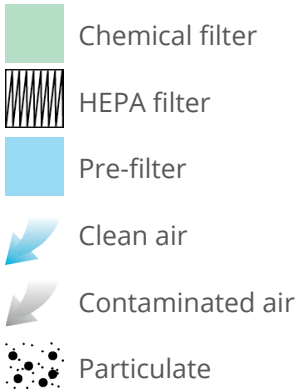 Chemical filter
HEPA filter
Pre-filter
Clean air
Contaminated air
Particulate